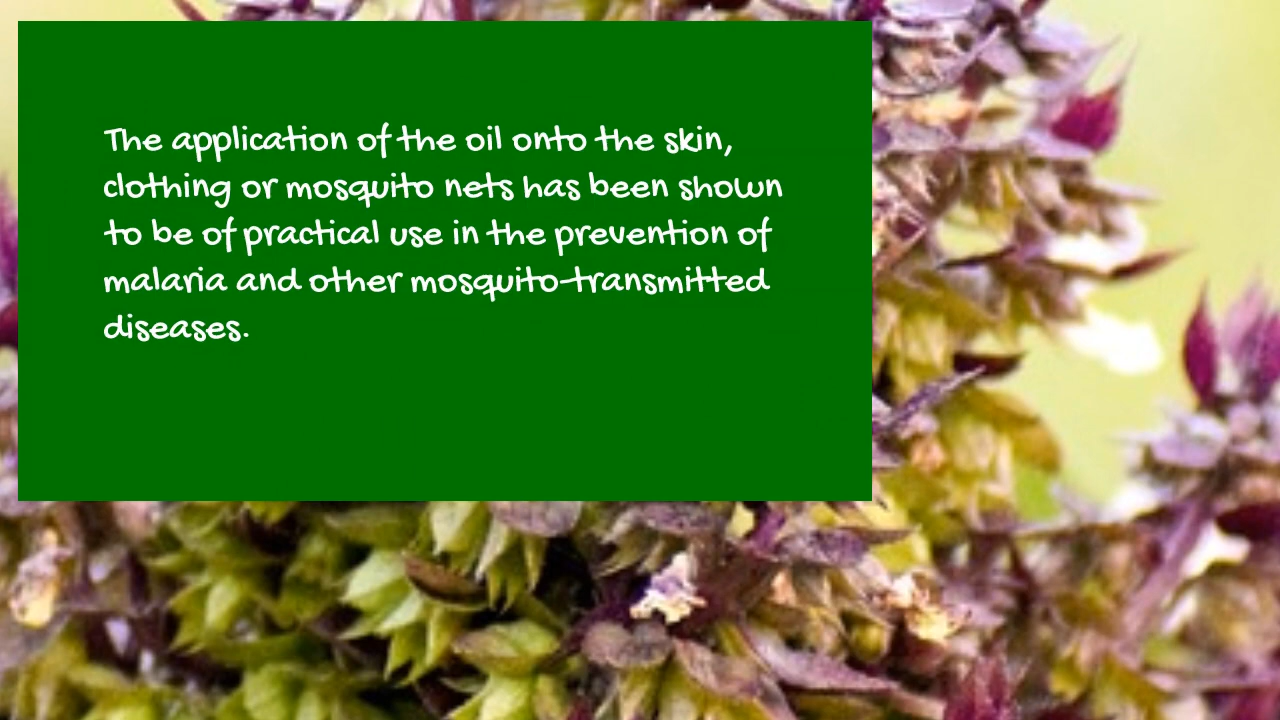 The application of the oil onto the skin,
clothing or mosquito nets has been shown
to be of practical use in the prevention of
malaria and other mosquito-transmitted
diseases.